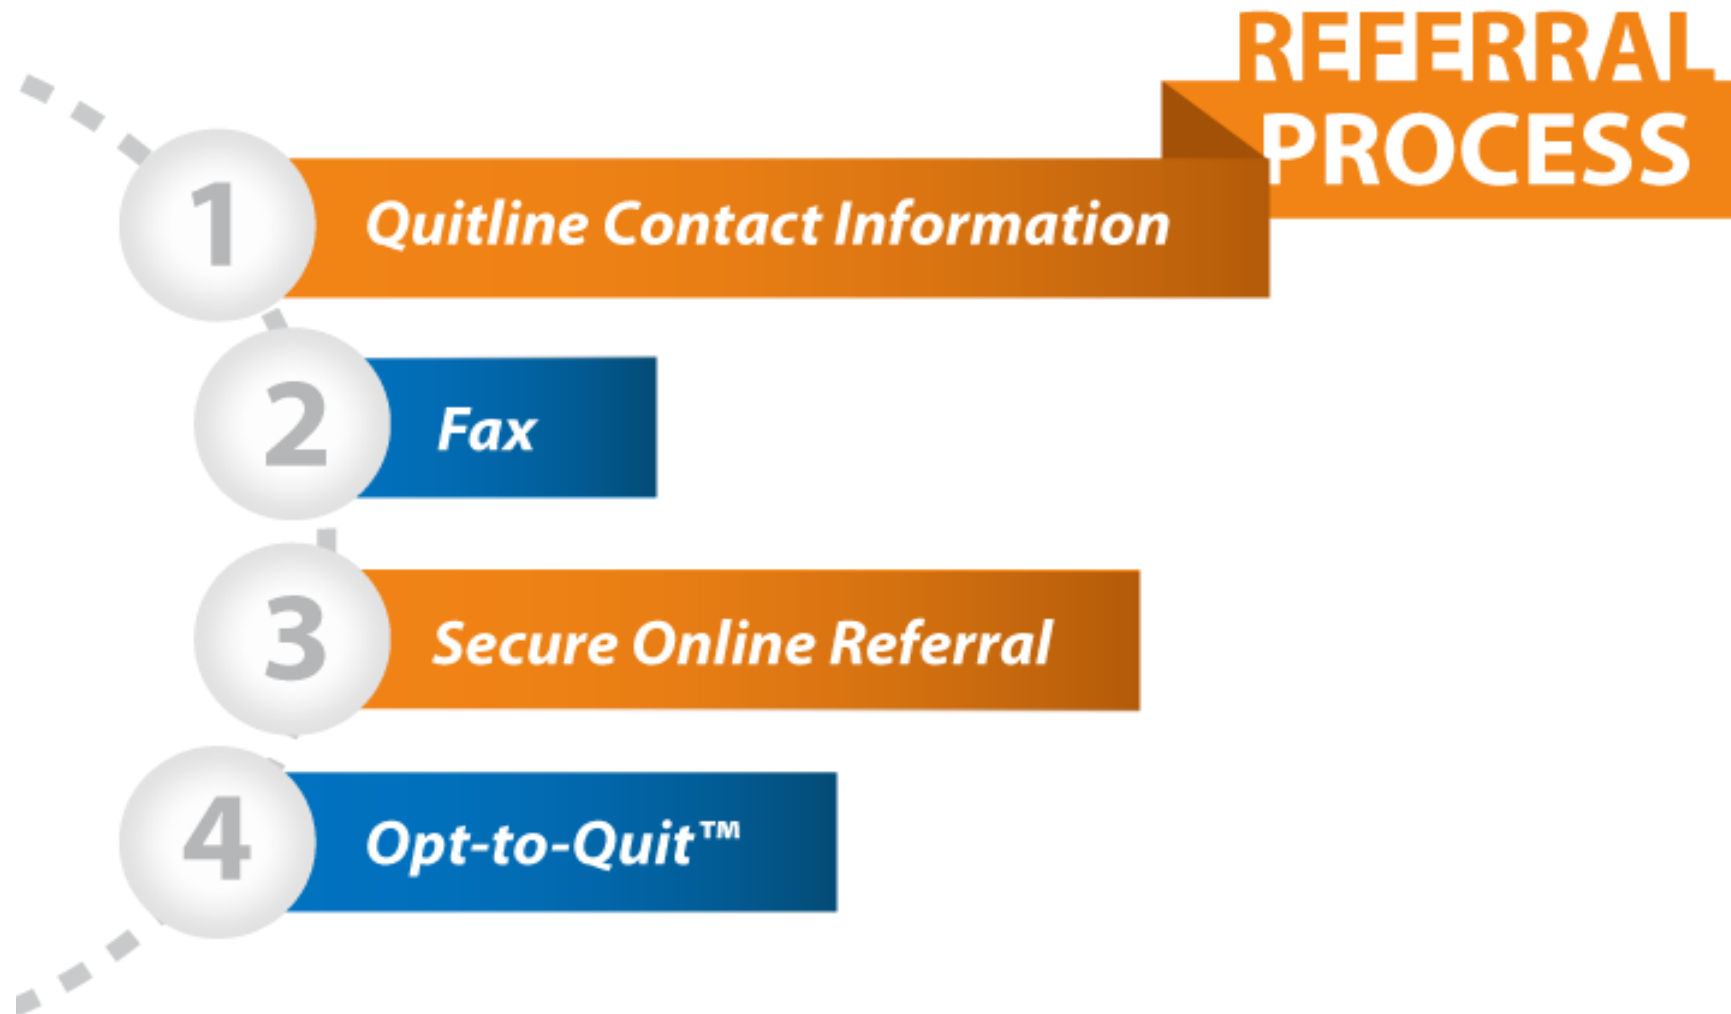 REFERRAL
PROCESS
1
Quitline Contact Information
2
Fax
3
Secure Online Referral
4
Opt-to-Quit™